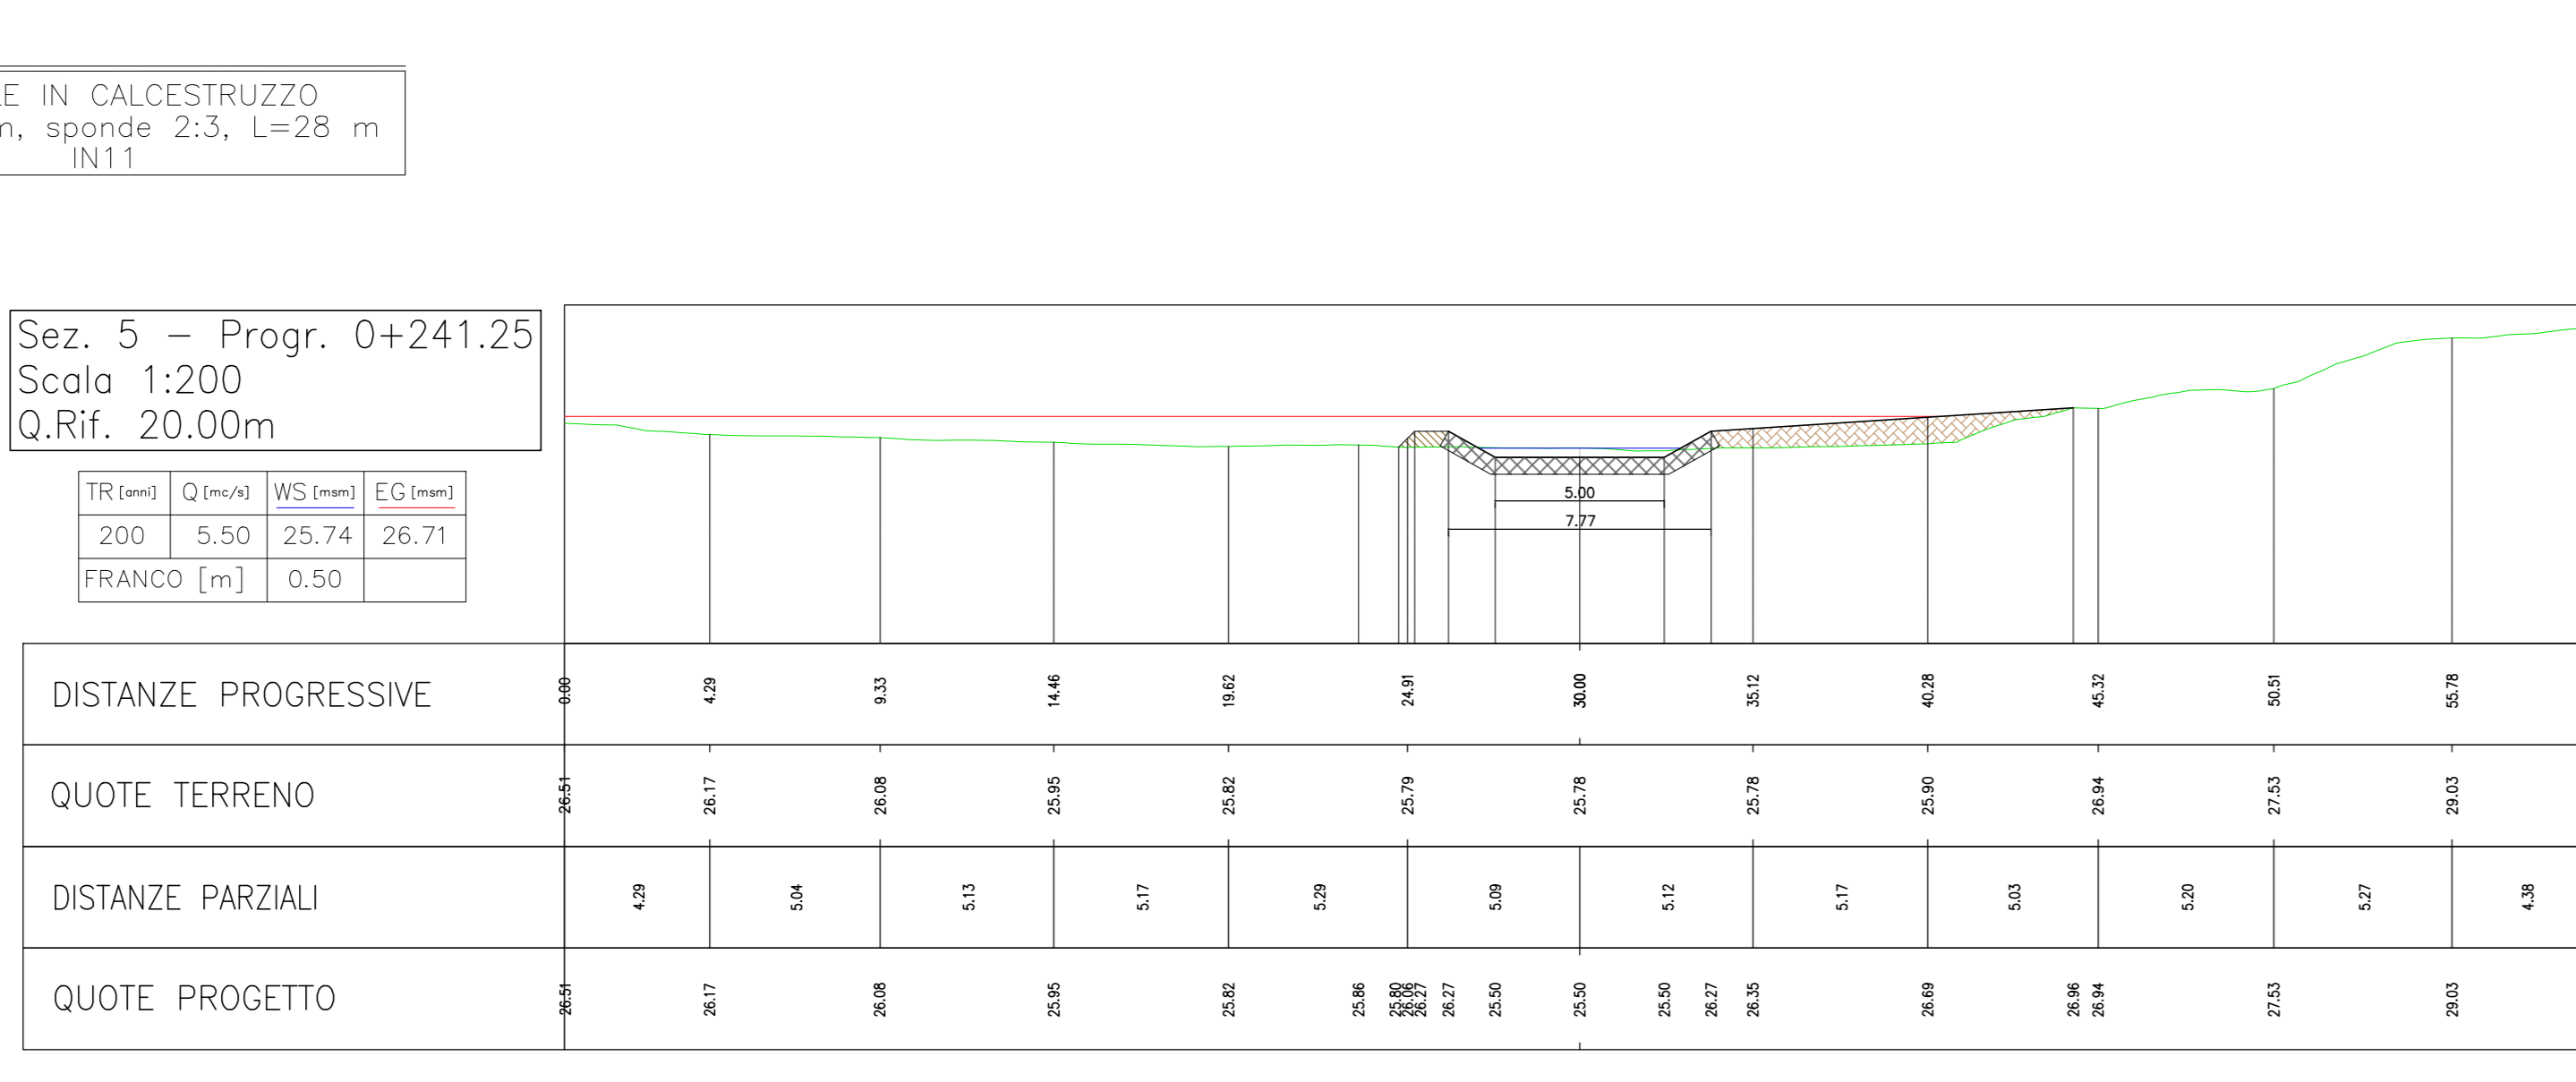 E IN CALCESTRUZZO
m, sponde 2:3, L=28 m
IN11
Sez. 5 – Progr. 0+241.25
Scala 1:200
Q.Rif. 20.00m
TR [anni] Q [mc/s] WS [msm] EG [msm]
200 5.50 25.74 26.71
FRANCO [m] 0.50
5.00
7.77
DISTANZE PROGRESSIVE 0.00 4.29 9.33 14.46 19.62 24.91 30.00 35.12 40.28 45.32 50.51 55.78
QUOTE TERRENO 26.51 26.17 26.08 25.95 25.82 25.79 25.78 25.78 25.90 26.94 27.53 29.03
DISTANZE PARZIALI 4.29 5.04 5.13 5.17 5.29 5.09 5.12 5.17 5.03 5.20 5.27 4.38
QUOTE PROGETTO 26.51 26.17 26.08 25.95 25.82 25.86 25.80 26.06 26.27 26.27 25.50 25.50 25.50 26.27 26.35 26.69 26.96 26.94 27.53 29.03